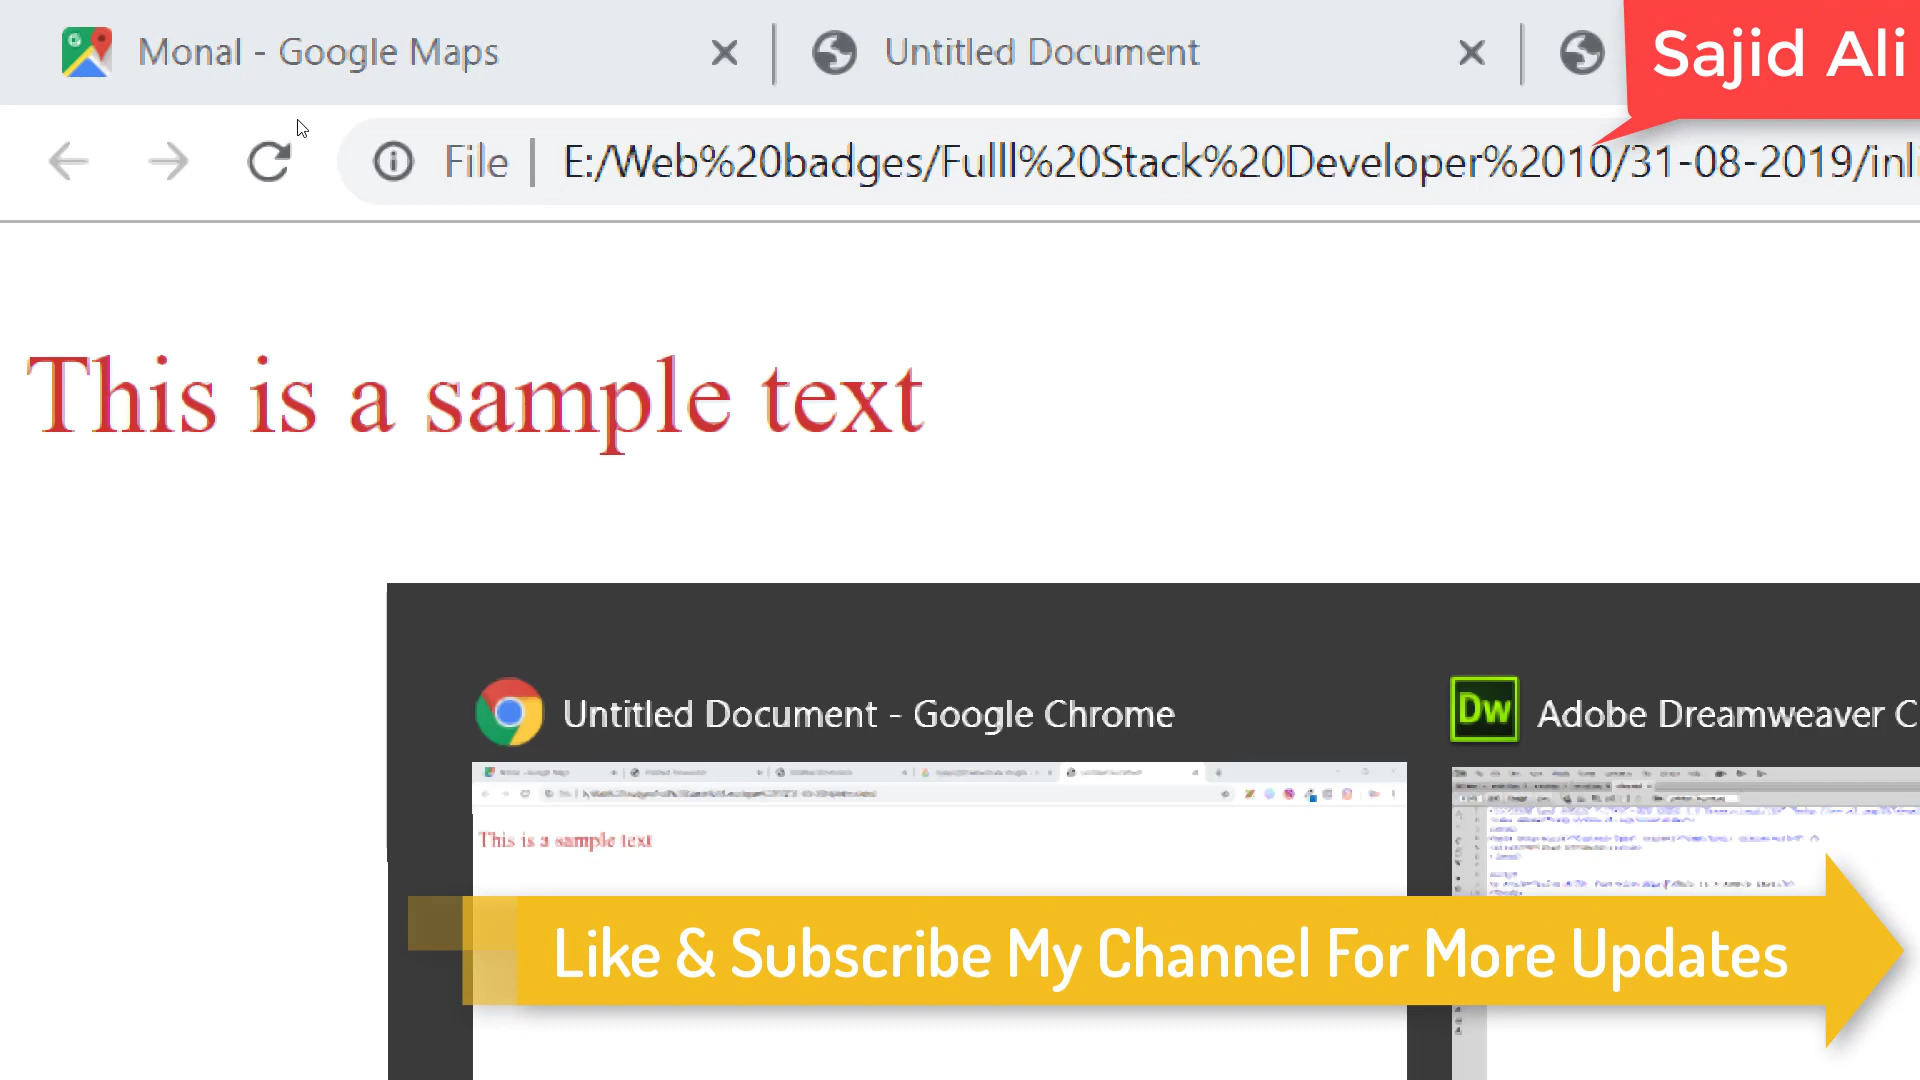 Monal - Google Maps
Untitled Document
Sajid Ali
File
E:/Web%20badges/Fulll%20Stack%20Developer%2010/31-08-2019/inli
This is a sample text
Untitled Document - Google Chrome
Adobe Dreamweaver C
Dw
This is a sample text
Like & Subscribe My Channel For More Updates